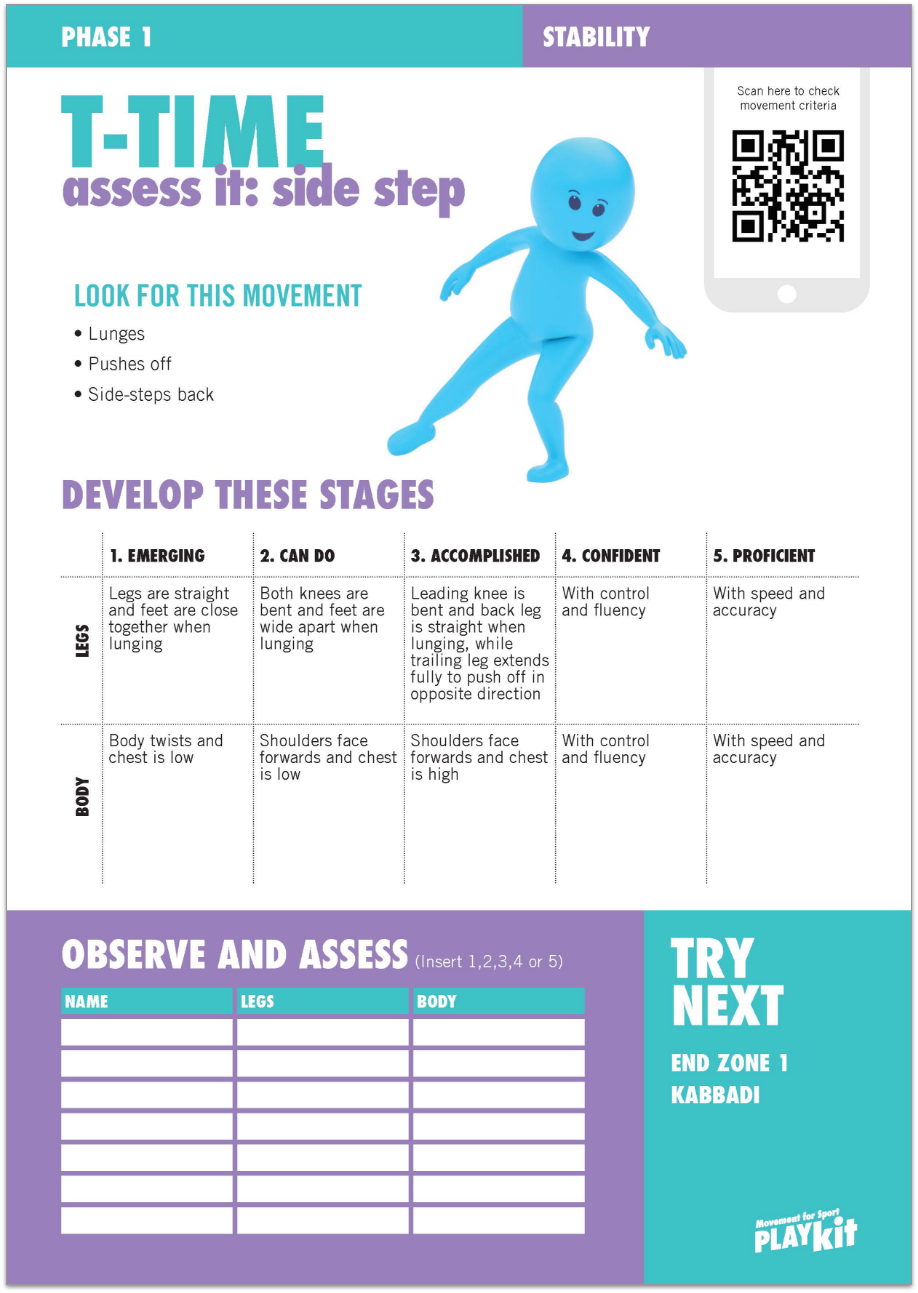 PHASE 1
STABILITY
Scan here to check
movement criteria
T-TIME
assess it: side step
LOOK FOR THIS MOVEMENT
• Lunges
• Pushes off
• Side-steps back
DEVELOP THESE STAGES
1. EMERGING
2. CAN DO
3. ACCOMPLISHED
4. CONFIDENT
5. PROFICIENT
LEGS
Legs are straight
and feet are close
together when
lunging
Both knees are
bent and feet are
wide apart when
lunging
Leading knee is
bent and back leg
is straight when
lunging, while
trailing leg extends
fully to push off in
opposite direction
With control
and fluency
With speed and
accuracy
BODY
Body twists and
chest is low
Shoulders face
forwards and chest
is low
Shoulders face
forwards and chest
is high
With control
and fluency
With speed and
accuracy
OBSERVE AND ASSESS (Insert 1,2,3,4 or 5)
NAME
LEGS
BODY
TRY
NEXT
END ZONE 1
KABBADI
Movement for Sport
PLAYkit